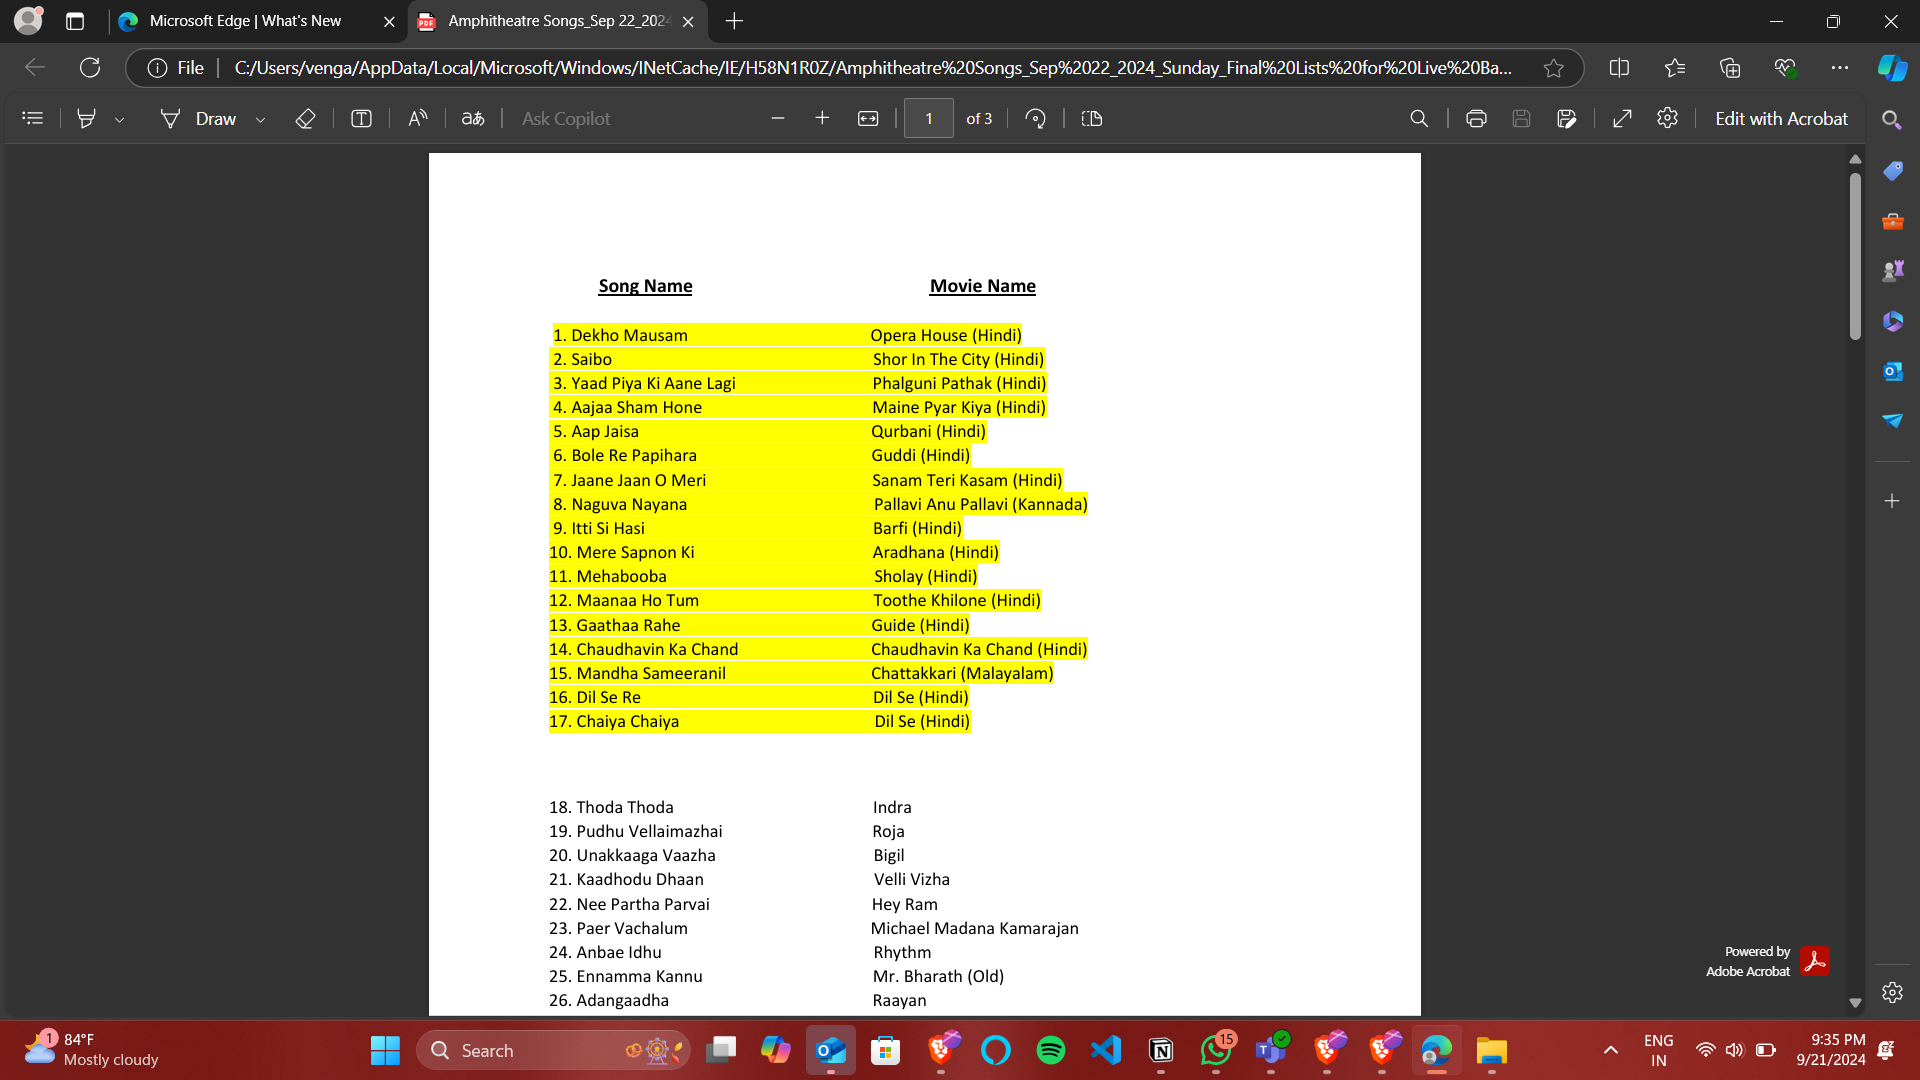 Microsoft Edge | What's New
Amphitheatre Songs_Sep 22_2024
File
C:/Users/venga/AppData/Local/Microsoft/Windows/INetCache/IE/H58N1R0Z/Amphitheatre%20Songs_Sep%2022_2024_Sunday_Final%20Lists%20for%20Live%20Ba...
Draw
Ask Copilot
1 of 3
Edit with Acrobat
Song Name Movie Name
1. Dekho Mausam Opera House (Hindi)
2. Saibo Shor In The City (Hindi)
3. Yaad Piya Ki Aane Lagi Phalguni Pathak (Hindi)
4. Aajaa Sham Hone Maine Pyar Kiya (Hindi)
5. Aap Jaisa Qurbani (Hindi)
6. Bole Re Papihara Guddi (Hindi)
7. Jaane Jaan O Meri Sanam Teri Kasam (Hindi)
8. Naguva Nayana Pallavi Anu Pallavi (Kannada)
9. Itti Si Hasi Barfi (Hindi)
10. Mere Sapnon Ki Aradhana (Hindi)
11. Mehabooba Sholay (Hindi)
12. Maanaa Ho Tum Toothe Khilone (Hindi)
13. Gaathaa Rahe Guide (Hindi)
14. Chaudhavin Ka Chand Chaudhavin Ka Chand (Hindi)
15. Mandha Sameeranil Chattakkari (Malayalam)
16. Dil Se Re Dil Se (Hindi)
17. Chaiya Chaiya Dil Se (Hindi)
18. Thoda Thoda Indra
19. Pudhu Vellaimazhai Roja
20. Unakkaaga Vaazha Bigil
21. Kaadhodu Dhaan Velli Vizha
22. Nee Partha Parvai Hey Ram
23. Paer Vachalum Michael Madana Kamarajan
24. Anbae Idhu Rhythm
25. Ennamma Kannu Mr. Bharath (Old)
26. Adangaadha Raayan
Powered by
Adobe Acrobat
1
84°F
Mostly cloudy
Search
15
ENG
IN
9:35 PM
9/21/2024